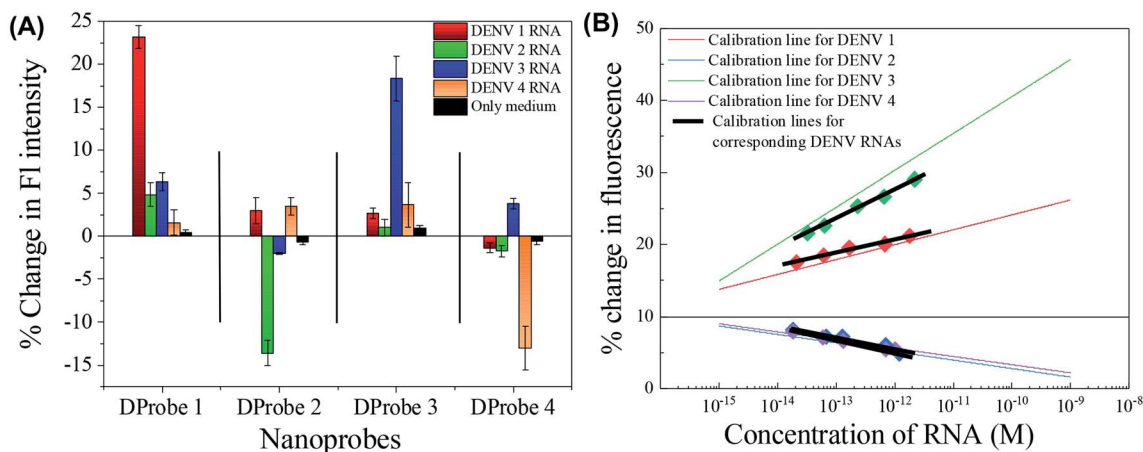 (A)
25
20
15
10
5
0
-5
-10
-15
% Change in Fl intensity
DENV 1 RNA
DENV 2 RNA
DENV 3 RNA
DENV 4 RNA
Only medium
DProbe 1 DProbe 2 DProbe 3 DProbe 4
Nanoprobes
(B)
50
40
30
20
10
0
% change in fluorescence
Calibration line for DENV 1
Calibration line for DENV 2
Calibration line for DENV 3
Calibration line for DENV 4
Calibration lines for
corresponding DENV RNAs
10⁻¹⁵ 10⁻¹⁴ 10⁻¹³ 10⁻¹² 10⁻¹¹ 10⁻¹⁰ 10⁻⁹ 10⁻⁸
Concentration of RNA (M)